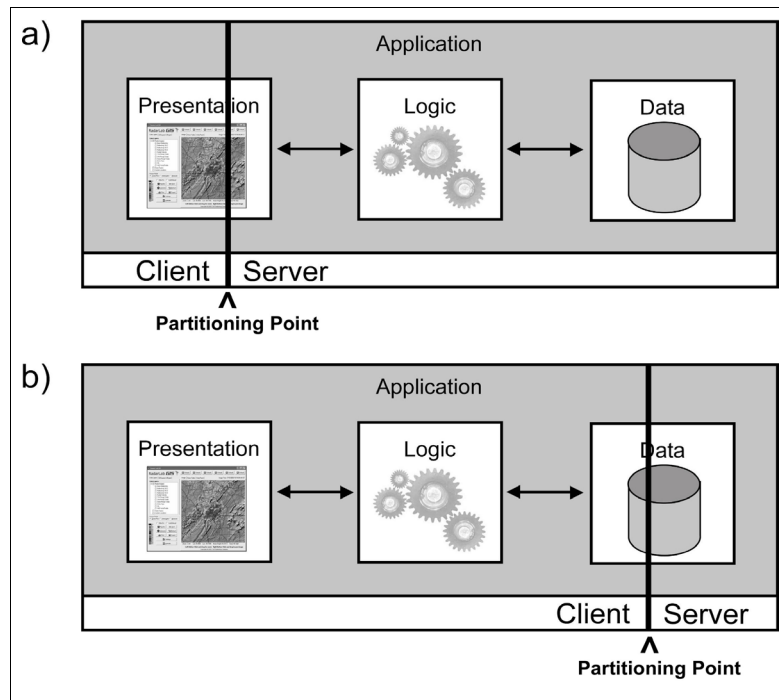 a)
Application
Presentation
Logic
Data
Client
Server
^
Partitioning Point
b)
Application
Presentation
Logic
Data
Client
Server
^
Partitioning Point